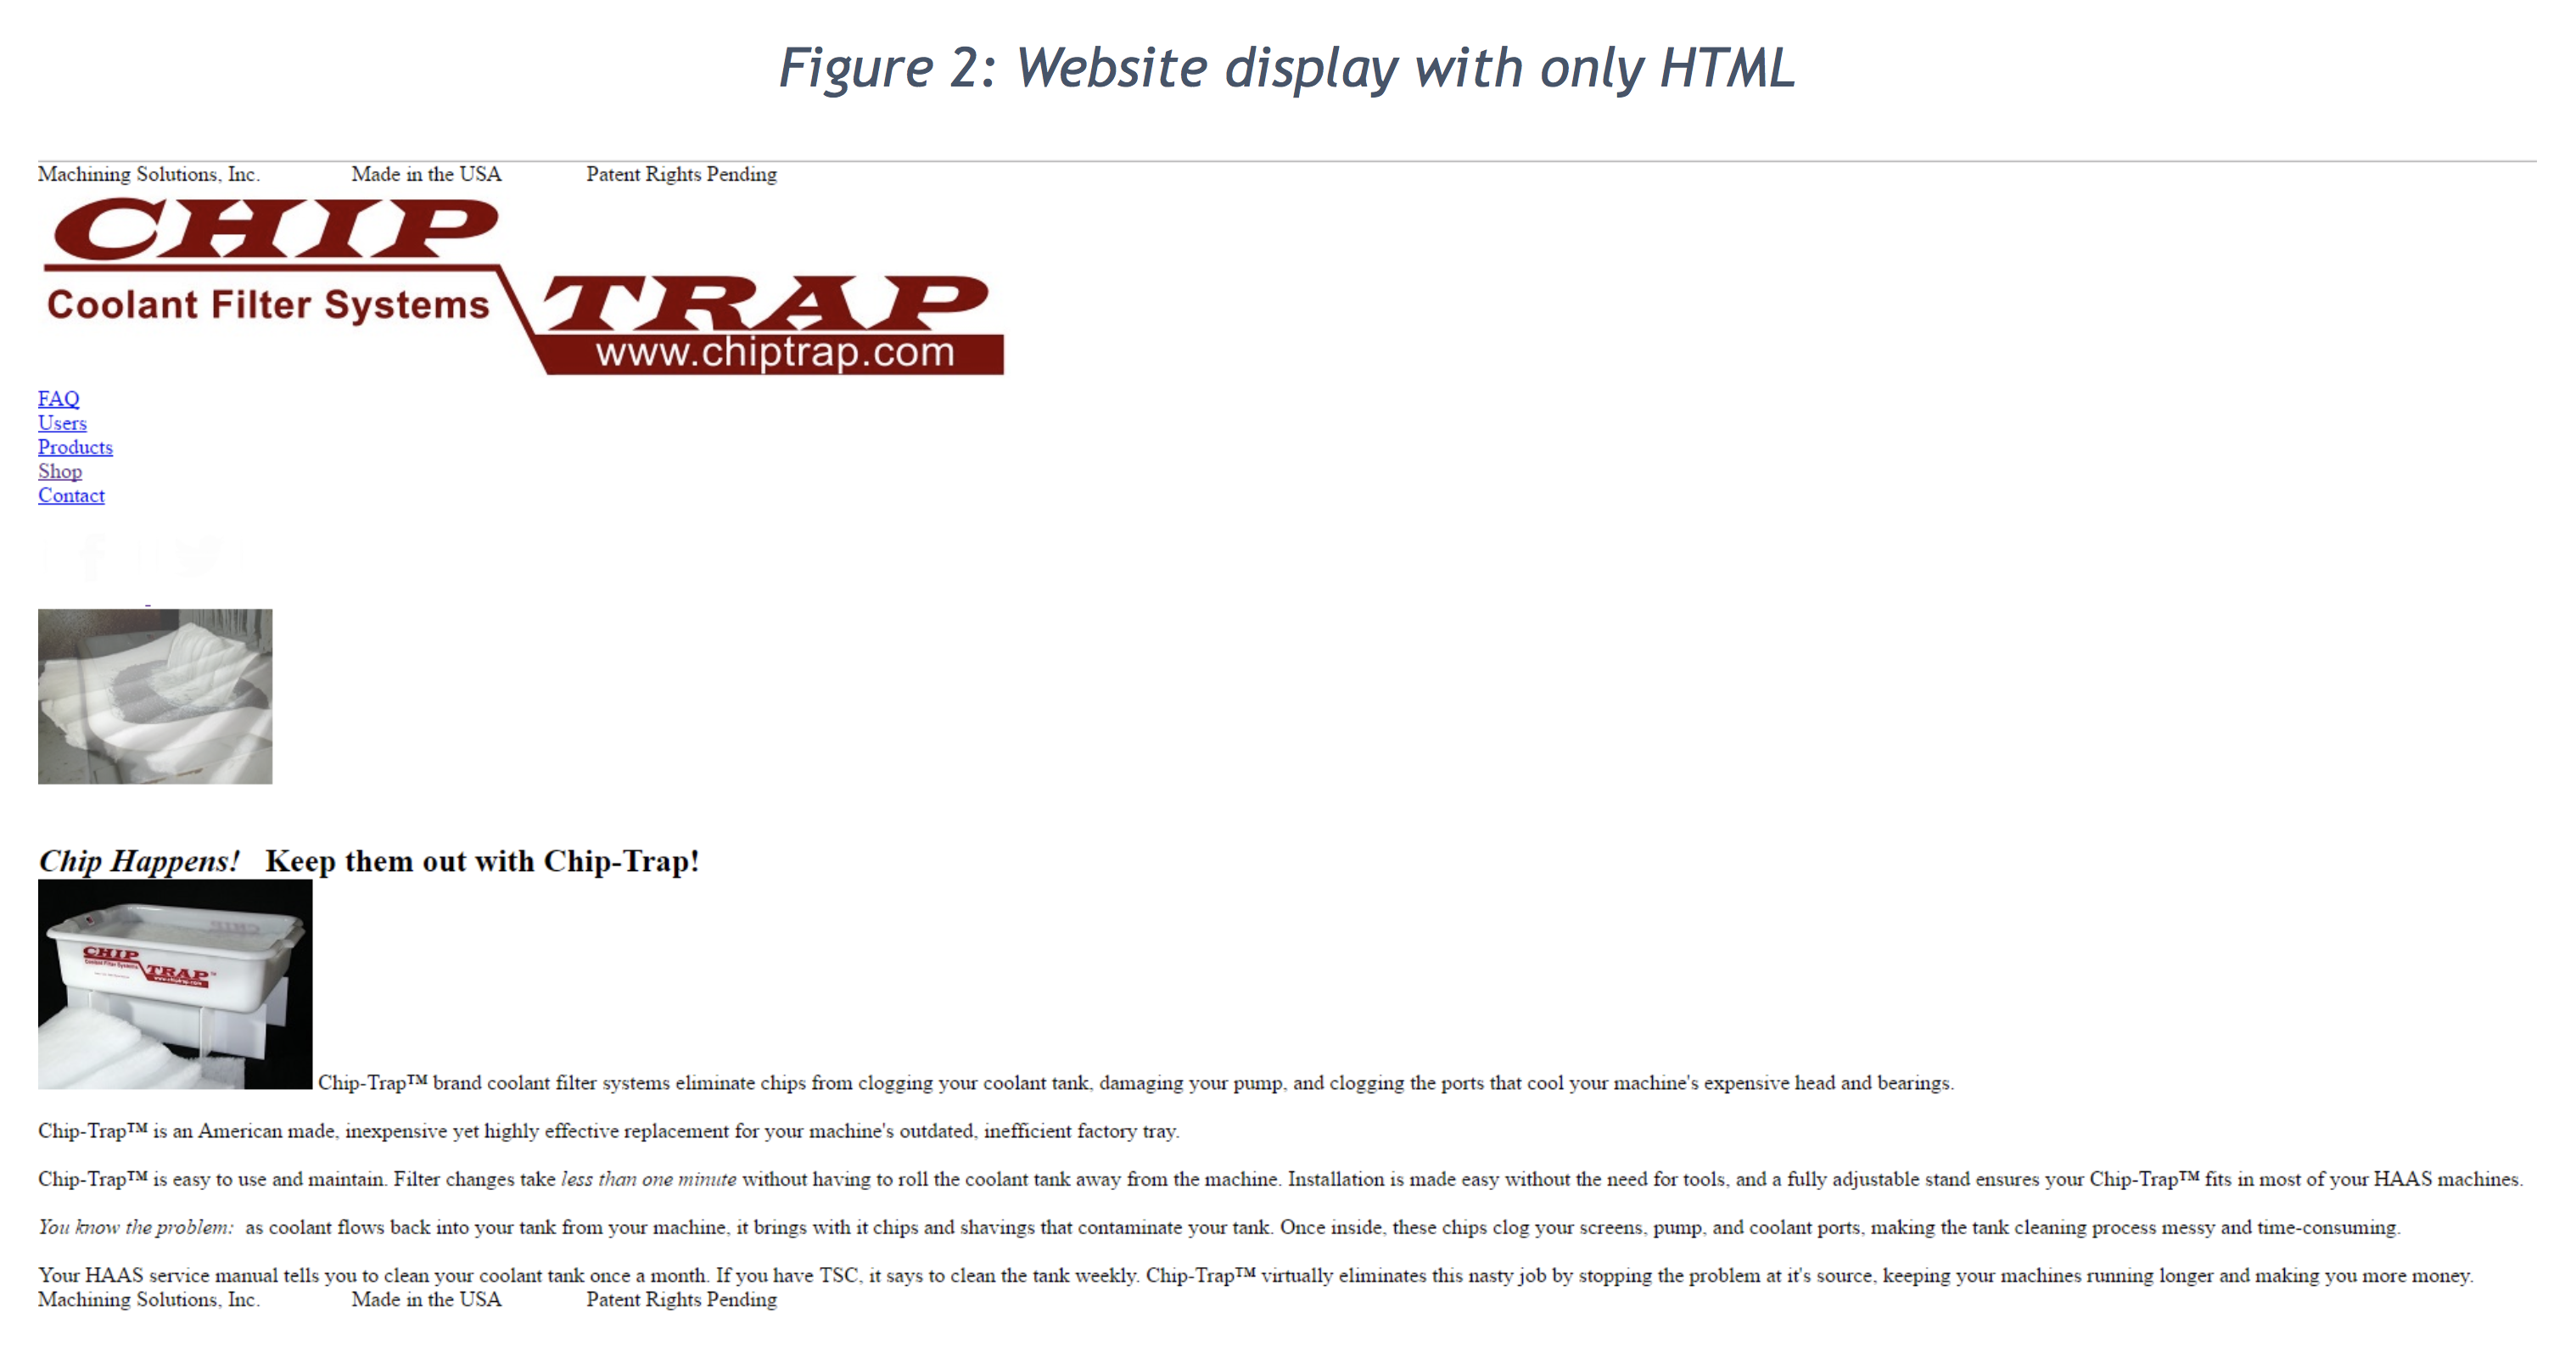 Figure 2: Website display with only HTML
Machining Solutions, Inc. Made in the USA Patent Rights Pending
CHIP
Coolant Filter Systems
TRAP
www.chiptrap.com
FAQ
Users
Products
Shop
Contact
Chip Happens! Keep them out with Chip-Trap!
CHIP
Coolant Filter Systems
TRAP™
www.chiptrap.com
Chip-Trap™ brand coolant filter systems eliminate chips from clogging your coolant tank, damaging your pump, and clogging the ports that cool your machine's expensive head and bearings.
Chip-Trap™ is an American made, inexpensive yet highly effective replacement for your machine's outdated, inefficient factory tray.
Chip-Trap™ is easy to use and maintain. Filter changes take less than one minute without having to roll the coolant tank away from the machine. Installation is made easy without the need for tools, and a fully adjustable stand ensures your Chip-Trap™ fits in most of your HAAS machines.
You know the problem: as coolant flows back into your tank from your machine, it brings with it chips and shavings that contaminate your tank. Once inside, these chips clog your screens, pump, and coolant ports, making the tank cleaning process messy and time-consuming.
Your HAAS service manual tells you to clean your coolant tank once a month. If you have TSC, it says to clean the tank weekly. Chip-Trap™ virtually eliminates this nasty job by stopping the problem at it's source, keeping your machines running longer and making you more money.
Machining Solutions, Inc. Made in the USA Patent Rights Pending